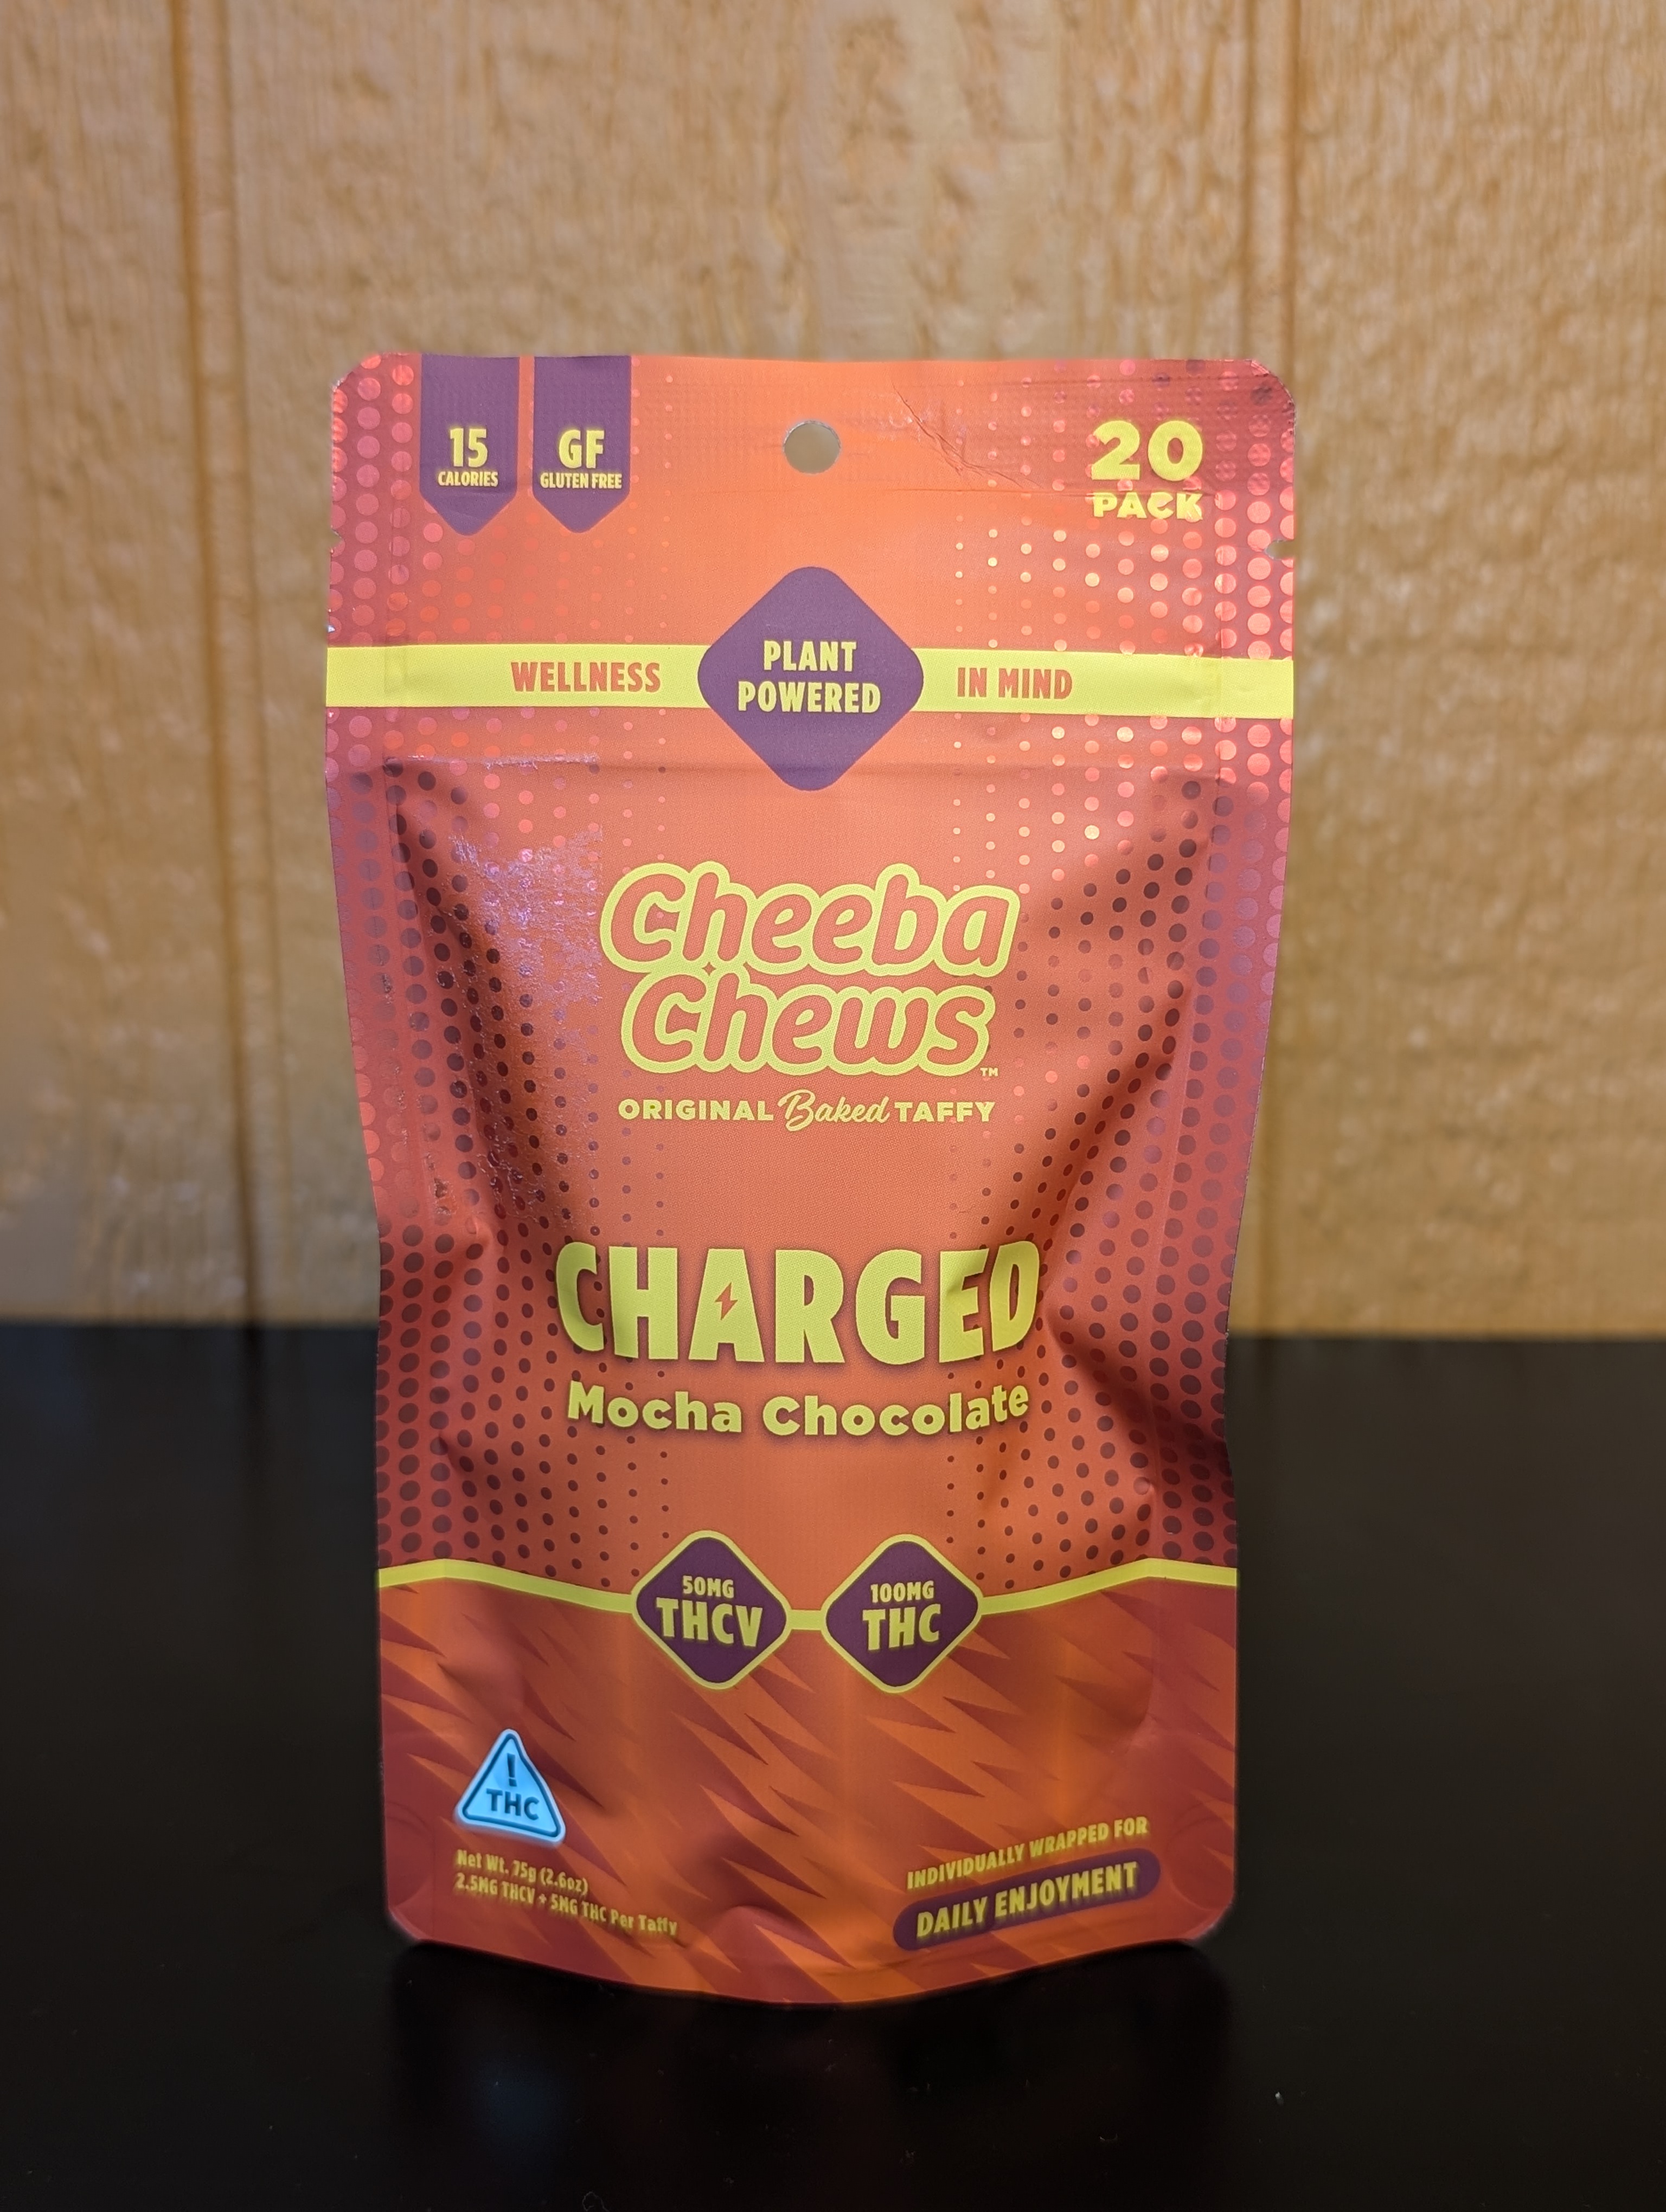 15
CALORIES
GF
GLUTEN FREE
20
PACK
WELLNESS
PLANT
POWERED
IN MIND
Cheeba
Chews™
ORIGINAL Baked TAFFY
CHARGED
Mocha Chocolate
50MG
THCV
100MG
THC
!
THC
Net Wt. 75g (2.6oz)
2.5MG THCV + 5MG THC Per Taffy
INDIVIDUALLY WRAPPED FOR
DAILY ENJOYMENT